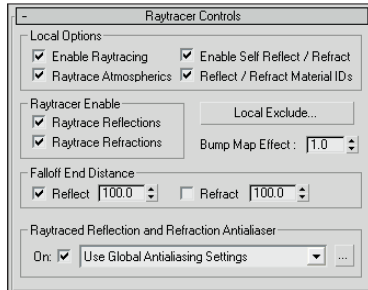 - Raytracer Controls
Local Options
Enable Raytracing Enable Self Reflect / Refract
Raytrace Atmospherics Reflect / Refract Material IDs
Raytracer Enable
Raytrace Reflections
Raytrace Refractions
Local Exclude...
Bump Map Effect : 1.0
Falloff End Distance
Reflect 100.0 Refract 100.0
Raytraced Reflection and Refraction Antialiaser
On: Use Global Antialiasing Settings ...